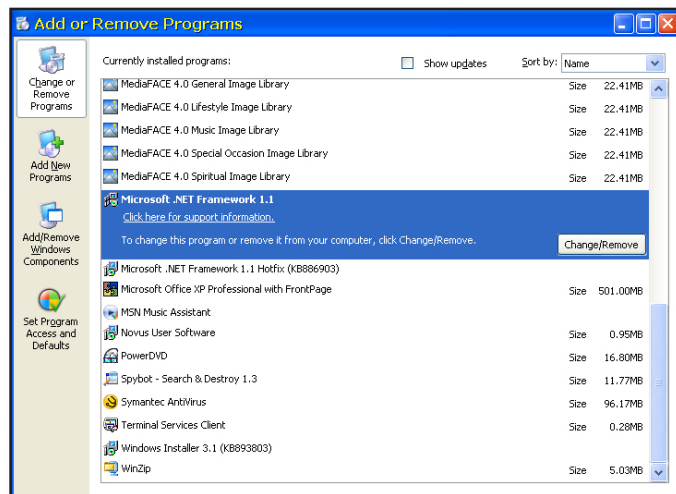 Add or Remove Programs
Change or
Remove
Programs
Add New
Programs
Add/Remove
Windows
Components
Set Program
Access and
Defaults
Currently installed programs:
Show updates
Sort by: Name
MediaFACE 4.0 General Image Library Size 22.41MB
MediaFACE 4.0 Lifestyle Image Library Size 22.41MB
MediaFACE 4.0 Music Image Library Size 22.41MB
MediaFACE 4.0 Special Occasion Image Library Size 22.41MB
MediaFACE 4.0 Spiritual Image Library Size 22.41MB
Microsoft .NET Framework 1.1
Click here for support information.
To change this program or remove it from your computer, click Change/Remove. Change/Remove
Microsoft .NET Framework 1.1 Hotfix (KB886903)
Microsoft Office XP Professional with FrontPage Size 501.00MB
MSN Music Assistant
Novus User Software Size 0.95MB
PowerDVD Size 16.80MB
Spybot - Search & Destroy 1.3 Size 11.77MB
Symantec AntiVirus Size 96.17MB
Terminal Services Client Size 0.28MB
Windows Installer 3.1 (KB893803)
WinZip Size 5.03MB